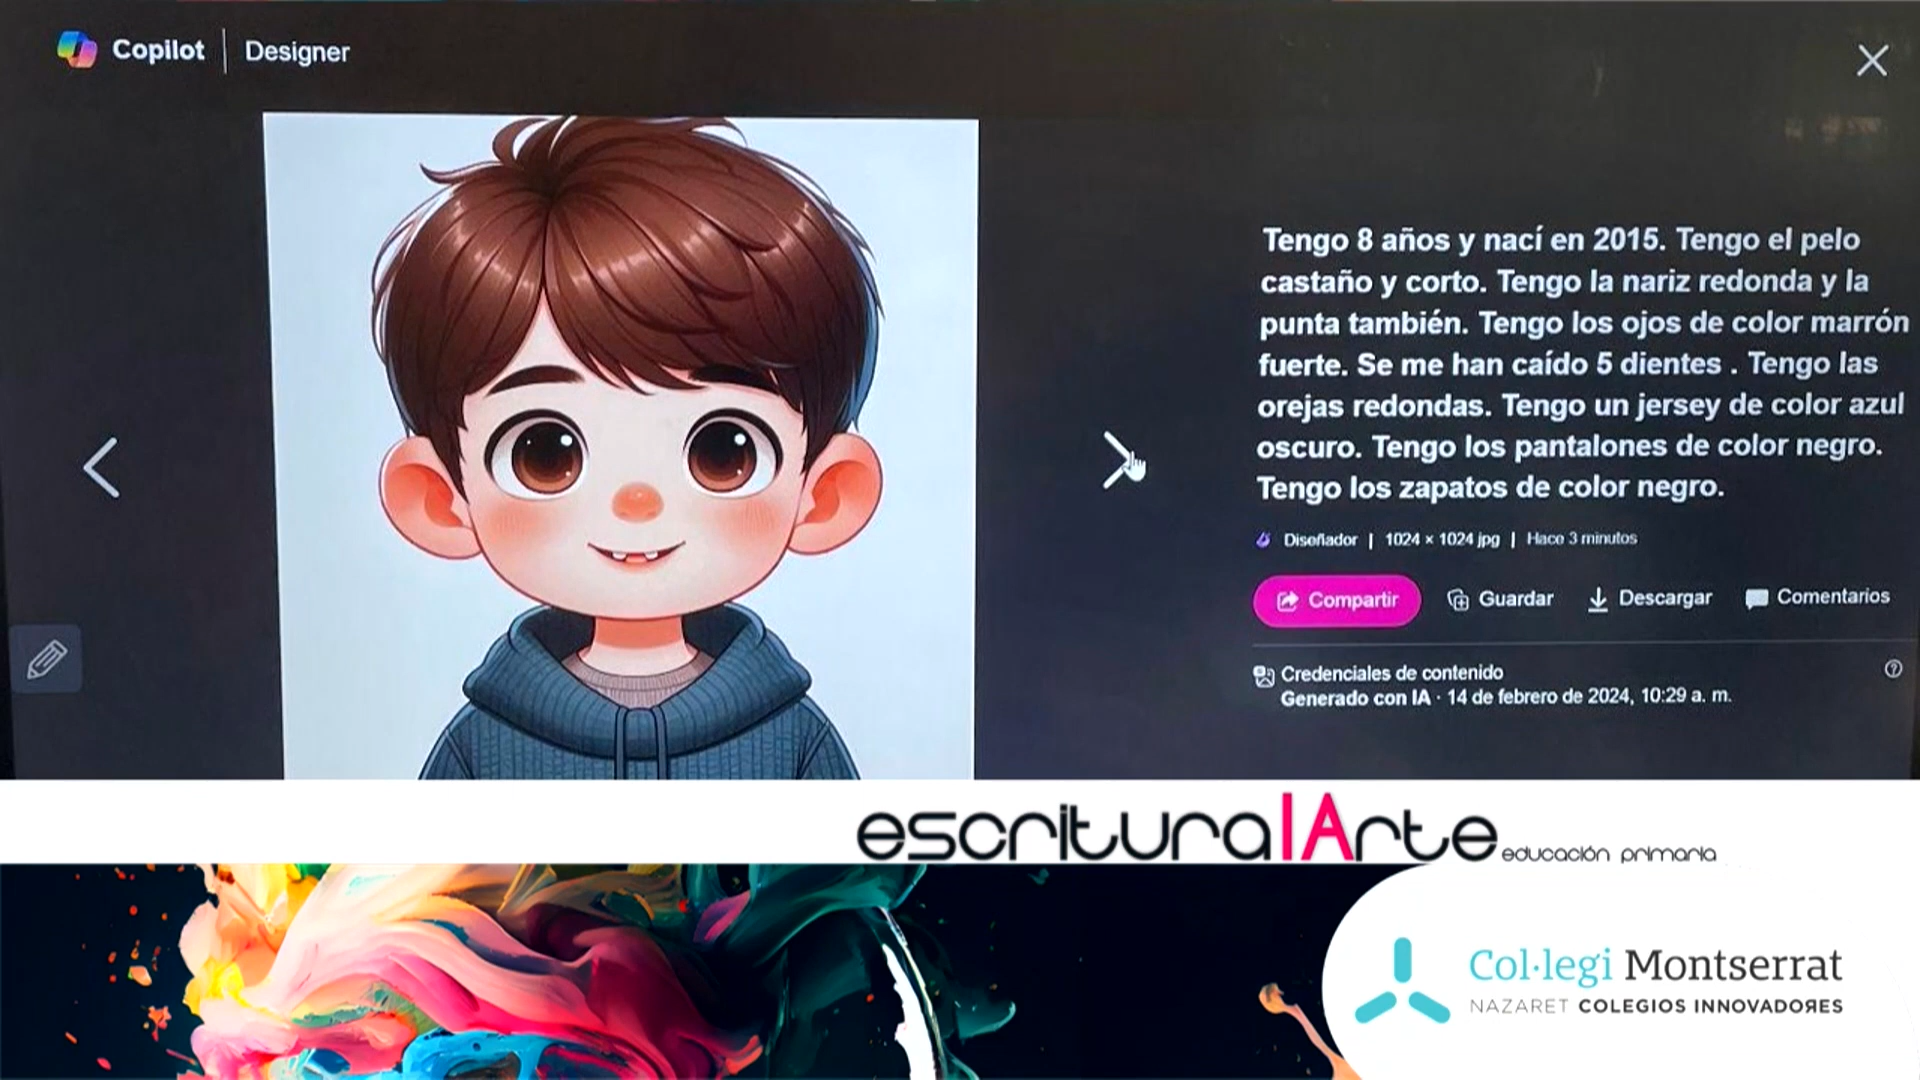 Copilot | Designer
Tengo 8 años y nací en 2015. Tengo el pelo
castaño y corto. Tengo la nariz redonda y la
punta también. Tengo los ojos de color marrón
fuerte. Se me han caído 5 dientes . Tengo las
orejas redondas. Tengo un jersey de color azul
oscuro. Tengo los pantalones de color negro.
Tengo los zapatos de color negro.
Diseñador | 1024 × 1024 jpg | Hace 3 minutos
Compartir Guardar Descargar Comentarios
Credenciales de contenido
Generado con IA · 14 de febrero de 2024, 10:29 a. m.
escrituraIArte educación primaria
Col·legi Montserrat
NAZARET COLEGIOS INNOVADORES